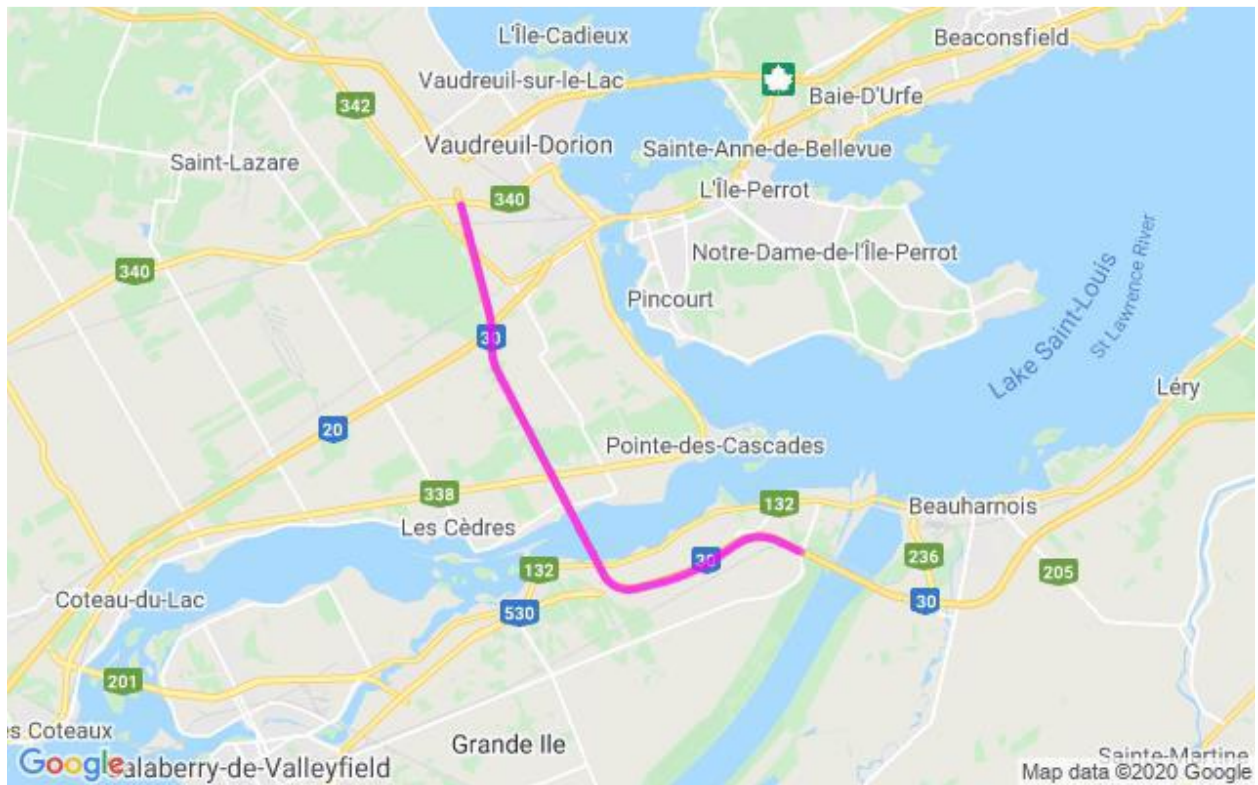 L'Île-Cadieux
Beaconsfield
Vaudreuil-sur-le-Lac
Baie-D'Urfe
342
Vaudreuil-Dorion
Sainte-Anne-de-Bellevue
Saint-Lazare
L'Île-Perrot
340
Notre-Dame-de-l'Île-Perrot
340
Pincourt
Lake Saint-Louis
St Lawrence River
30
Léry
20
Pointe-des-Cascades
338
132
Les Cèdres
Beauharnois
30
236
132
205
Coteau-du-Lac
530
30
201
es Coteaux
Grande Ile
Google
alaberry-de-Valleyfield
Sainte-Martine
Map data ©2020 Google